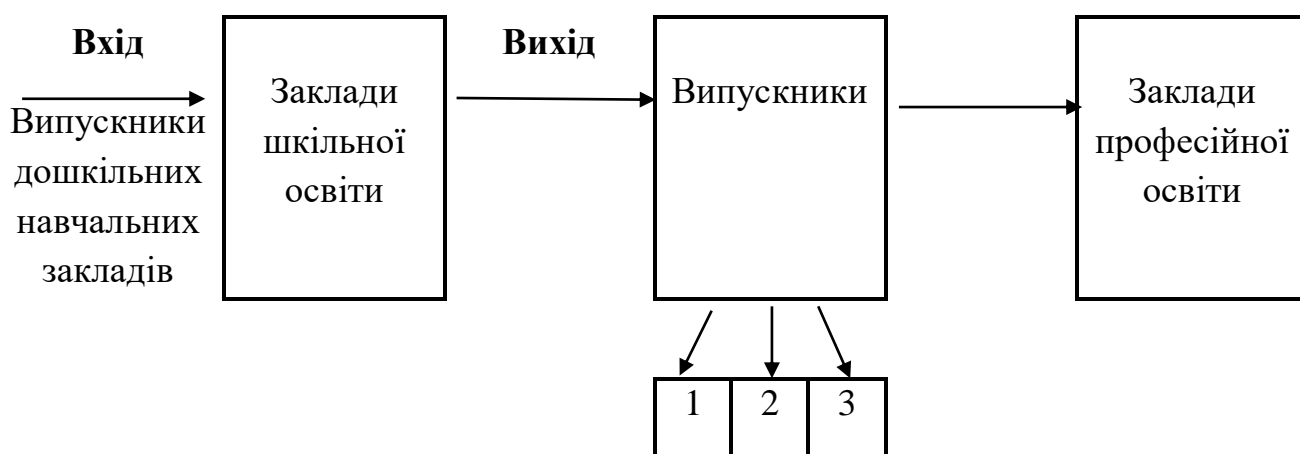 Вхід
Випускники
дошкільних
навчальних
закладів
Заклади
шкільної
освіти
Вихід
Випускники
Заклади
професійної
освіти
1
2
3